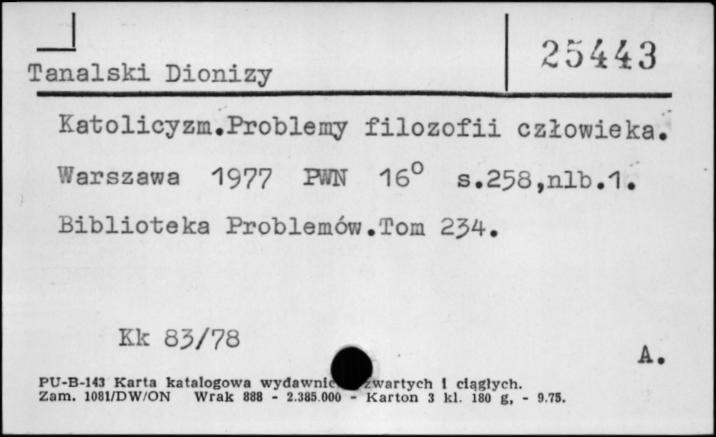 25443
Tanalski Dionizy
Katolicyzm.Problemy filozofii człowieka.
Warszawa 1977 PWN 16° s.258,nlb.1.
Biblioteka Problemów.Tom 234.
Kk 83/78
A.
PU-B-143 Karta katalogowa wydawnic zwartych i ciągłych.
Zam. 1081/DW/ON Wrak 888 - 2.385.000 - Karton 3 kl. 180 g, - 9.75.